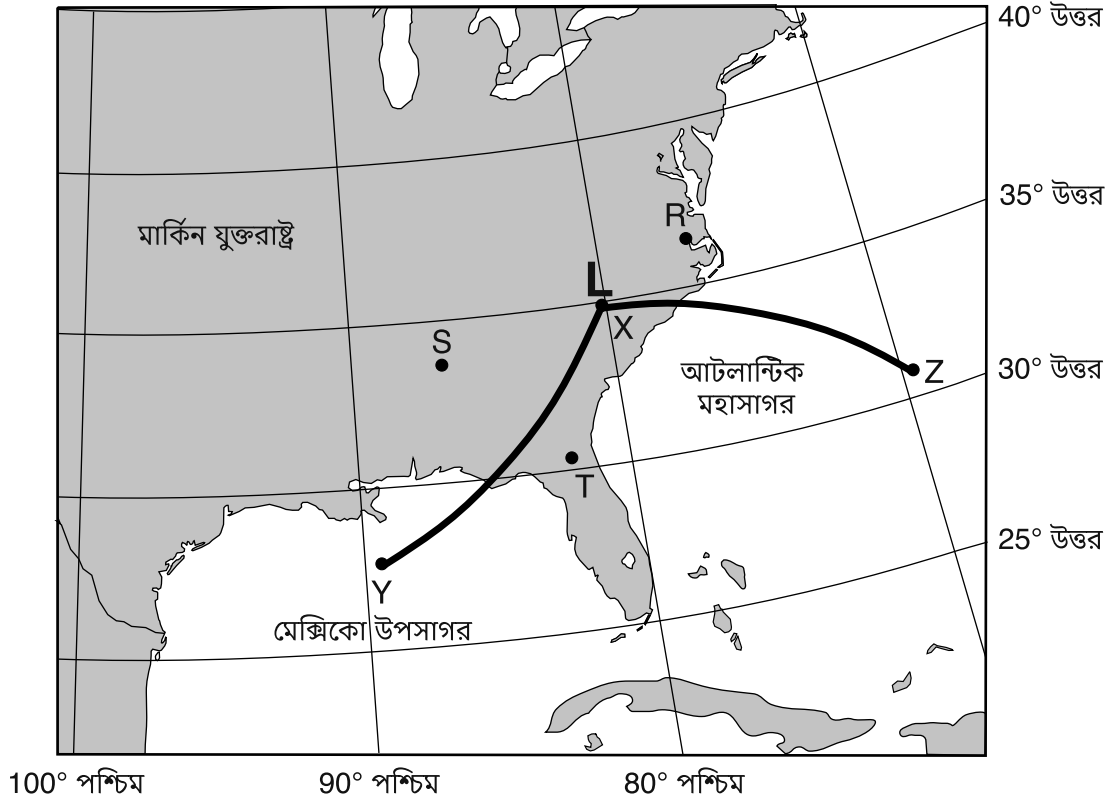 40° উত্তর
35° উত্তর
মার্কিন যুক্তরাষ্ট্র
R
L
X
S
আটলান্টিক
মহাসাগর
Z
30° উত্তর
T
25° উত্তর
Y
মেক্সিকো উপসাগর
100° পশ্চিম
90° পশ্চিম
80° পশ্চিম